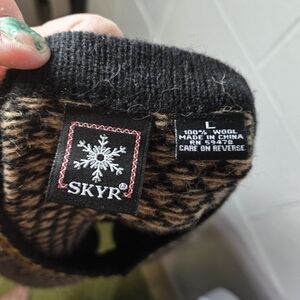 SKYR®
L
100% WOOL
MADE IN CHINA
RN 59478
CARE ON REVERSE